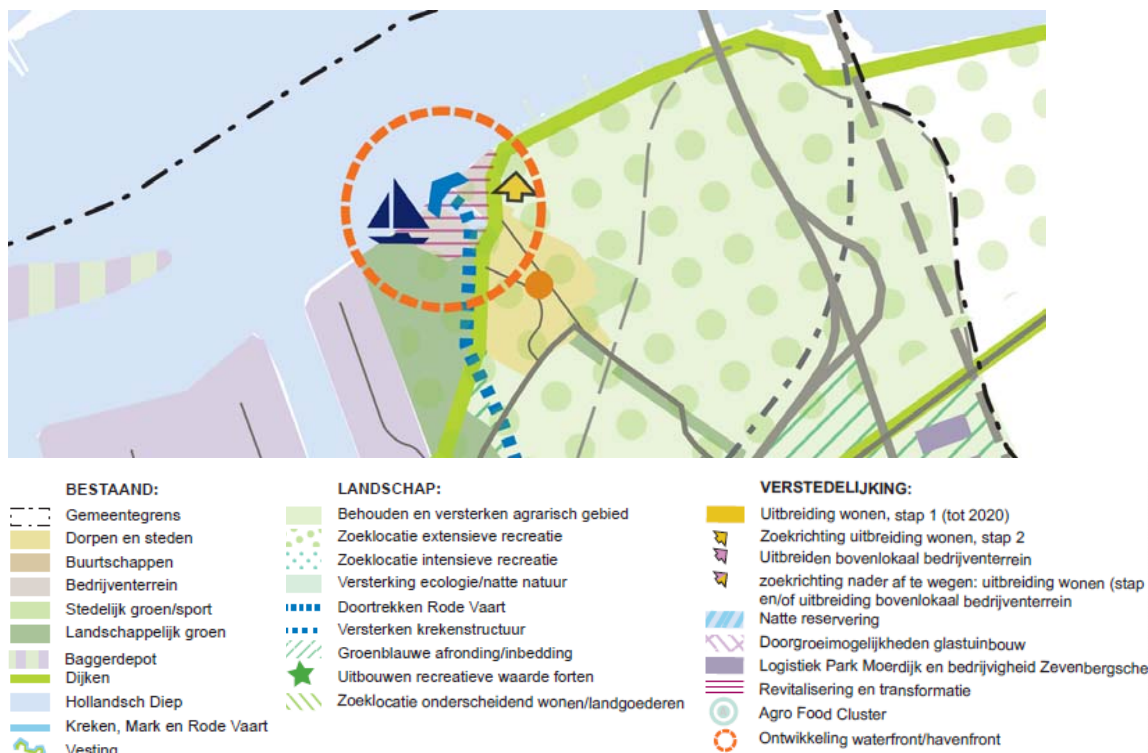 BESTAAND:
Gemeentegrens
Dorpen en steden
Buurtschappen
Bedrijventerrein
Stedelijk groen/sport
Landschappelijk groen
Baggerdepot
Dijken
Hollandsch Diep
Kreken, Mark en Rode Vaart
Vesting
LANDSCHAP:
Behouden en versterken agrarisch gebied
Zoeklocatie extensieve recreatie
Zoeklocatie intensieve recreatie
Versterking ecologie/natte natuur
Doortrekken Rode Vaart
Versterken krekenstructuur
Groenblauwe afronding/inbedding
Uitbouwen recreatieve waarde forten
Zoeklocatie onderscheidend wonen/landgoederen
VERSTEDELIJKING:
Uitbreiding wonen, stap 1 (tot 2020)
Zoekrichting uitbreiding wonen, stap 2
Uitbreiden bovenlokaal bedrijventerrein
zoekrichting nader af te wegen: uitbreiding wonen (stap
en/of uitbreiding bovenlokaal bedrijventerrein
Natte reservering
Doorgroeimogelijkheden glastuinbouw
Logistiek Park Moerdijk en bedrijvigheid Zevenbergsche
Revitalisering en transformatie
Agro Food Cluster
Ontwikkeling waterfront/havenfront